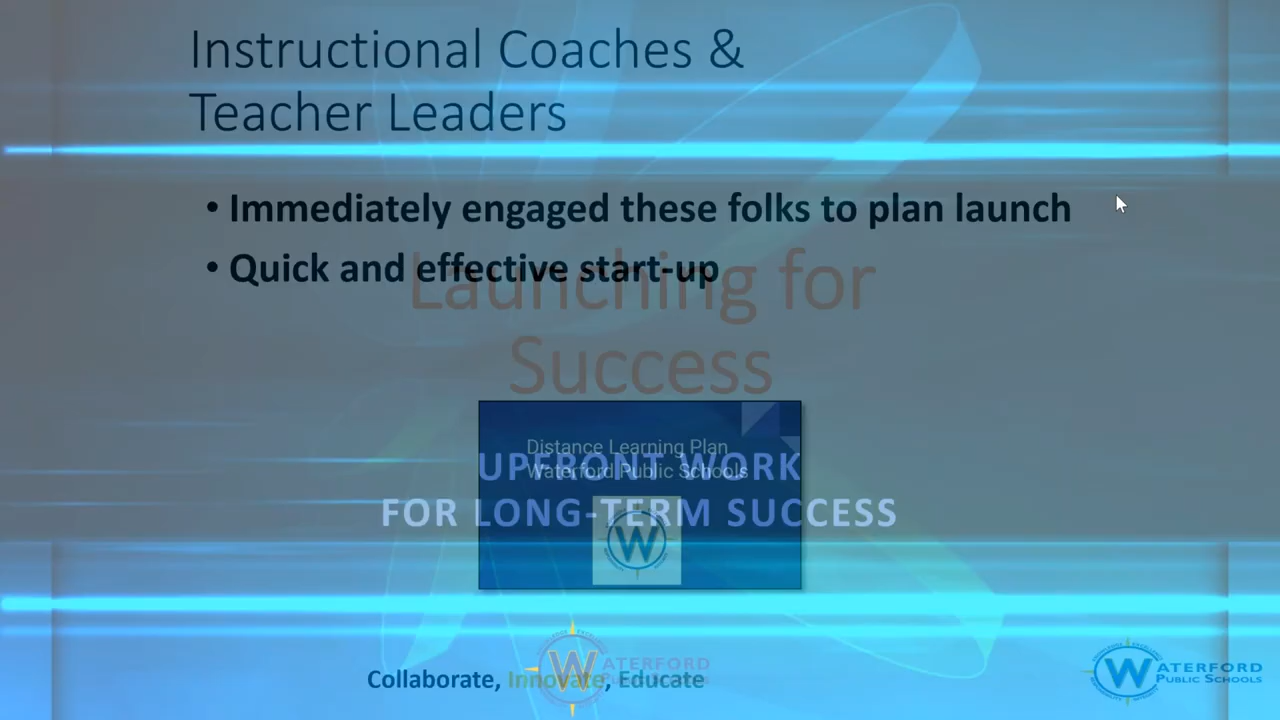 Instructional Coaches &
Teacher Leaders
• Immediately engaged these folks to plan launch
• Quick and effective start-up
Launching for
Success
Distance Learning Plan
Waterford Public Schools
UPFRONT WORK
FOR LONG-TERM SUCCESS
W
Collaborate, Innovate, Educate
WATERFORD
WATERFORD
PUBLIC SCHOOLS